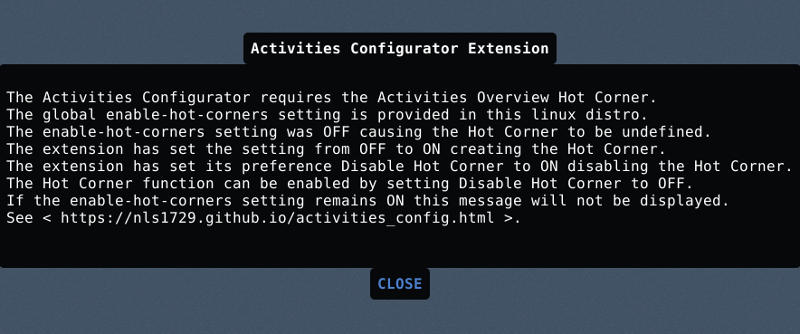 Activities Configurator Extension
The Activities Configurator requires the Activities Overview Hot Corner.
The global enable-hot-corners setting is provided in this linux distro.
The enable-hot-corners setting was OFF causing the Hot Corner to be undefined.
The extension has set the setting from OFF to ON creating the Hot Corner.
The extension has set its preference Disable Hot Corner to ON disabling the Hot Corner.
The Hot Corner function can be enabled by setting Disable Hot Corner to OFF.
If the enable-hot-corners setting remains ON this message will not be displayed.
See < https://nls1729.github.io/activities_config.html >.
CLOSE